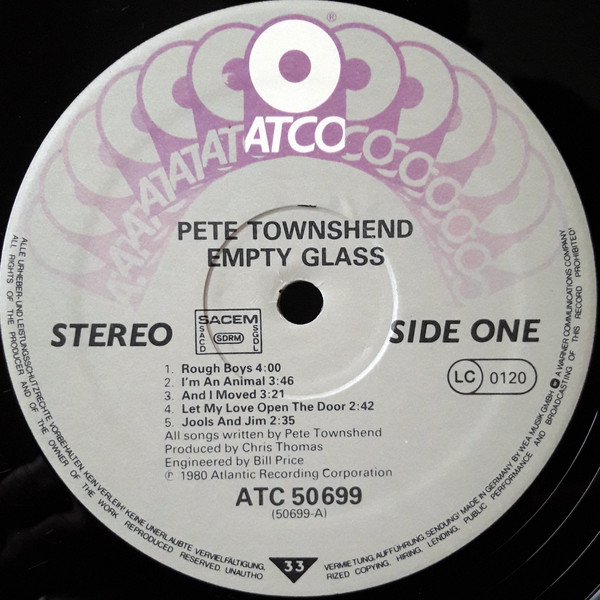 ®
ATCO
PETE TOWNSHEND
EMPTY GLASS
STEREO
SACEM
SACD
SDRM
SGDL
SIDE ONE
LC 0120
1. Rough Boys 4:00
2. I'm An Animal 3:46
3. And I Moved 3:21
4. Let My Love Open The Door 2:42
5. Jools And Jim 2:35
All songs written by Pete Townshend
Produced by Chris Thomas
Engineered by Bill Price
℗ 1980 Atlantic Recording Corporation
ATC 50699
(50699-A)
33
ALLE URHEBER- UND LEISTUNGSSCHUTZRECHTE VORBEHALTEN. KEIN VERLEIH! KEINE UNERLAUBTE VERVIELFÄLTIGUNG, VERMIETUNG, AUFFÜHRUNG, SENDUNG! MADE IN GERMANY BY WEA MUSIK GMBH A WARNER COMMUNICATIONS COMPANY
ALL RIGHTS OF THE PRODUCER AND OF THE OWNER OF THE WORK REPRODUCED RESERVED. UNAUTHORIZED COPYING, HIRING, LENDING, PUBLIC PERFORMANCE AND BROADCASTING OF THIS RECORD PROHIBITED!